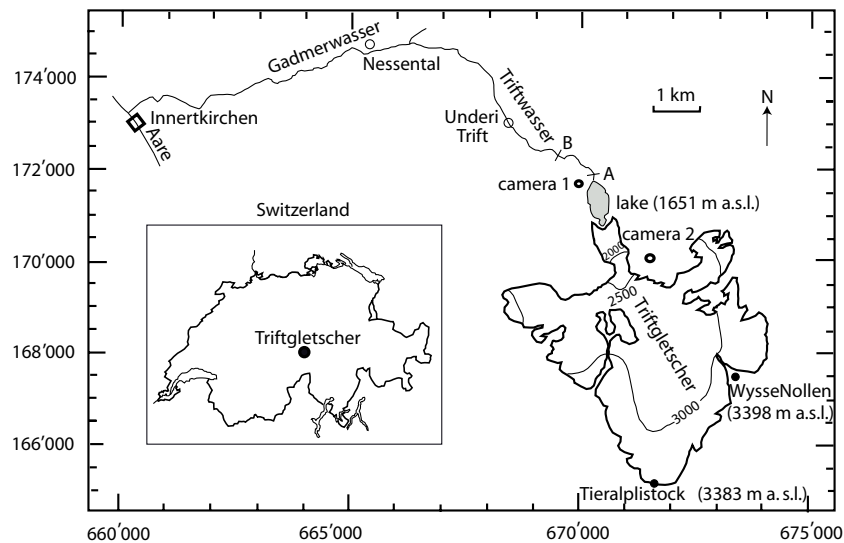 174'000
172'000
170'000
168'000
166'000
660'000
665'000
670'000
675'000
Gadmerwasser
Nessental
Innertkirchen
Aare
Underi
Trift
Triftwasser
B
A
1 km
N
camera 1
lake (1651 m a.s.l.)
camera 2
2000
2500
Triftgletscher
3000
WysseNollen
(3398 m a.s.l.)
Tieralplistock (3383 m a. s.l.)
Switzerland
Triftgletscher